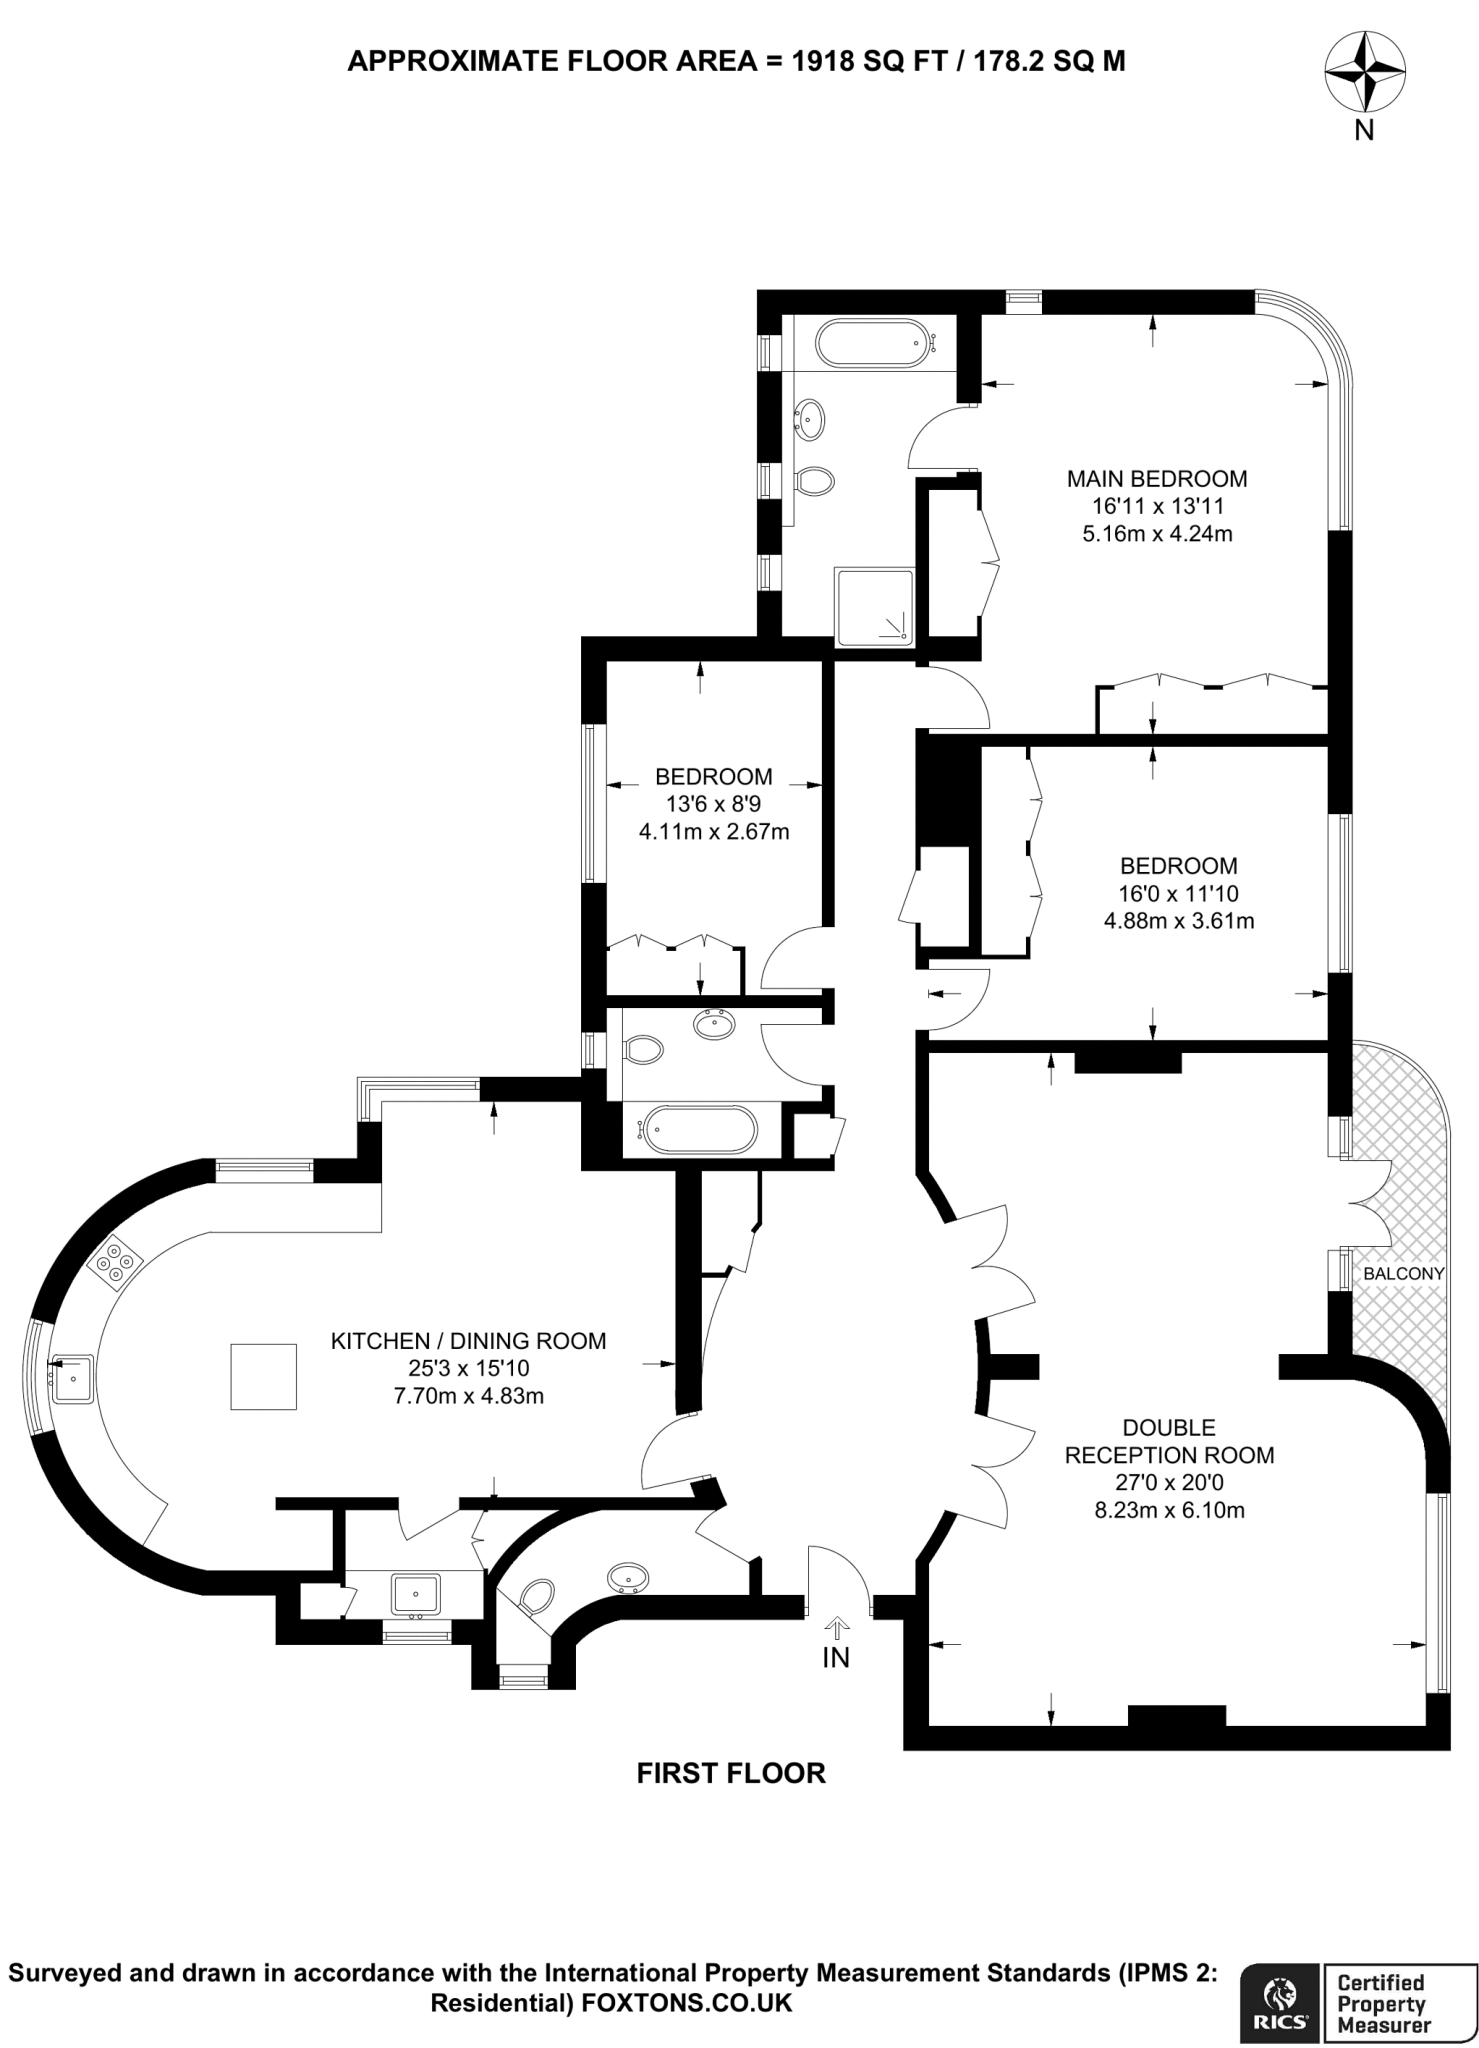 APPROXIMATE FLOOR AREA = 1918 SQ FT / 178.2 SQ M
N
MAIN BEDROOM
16'11 x 13'11
5.16m x 4.24m
BEDROOM
13'6 x 8'9
4.11m x 2.67m
BEDROOM
16'0 x 11'10
4.88m x 3.61m
BALCONY
KITCHEN / DINING ROOM
25'3 x 15'10
7.70m x 4.83m
DOUBLE
RECEPTION ROOM
27'0 x 20'0
8.23m x 6.10m
IN
FIRST FLOOR
Surveyed and drawn in accordance with the International Property Measurement Standards (IPMS 2:
Residential) FOXTONS.CO.UK
RICS
Certified
Property
Measurer